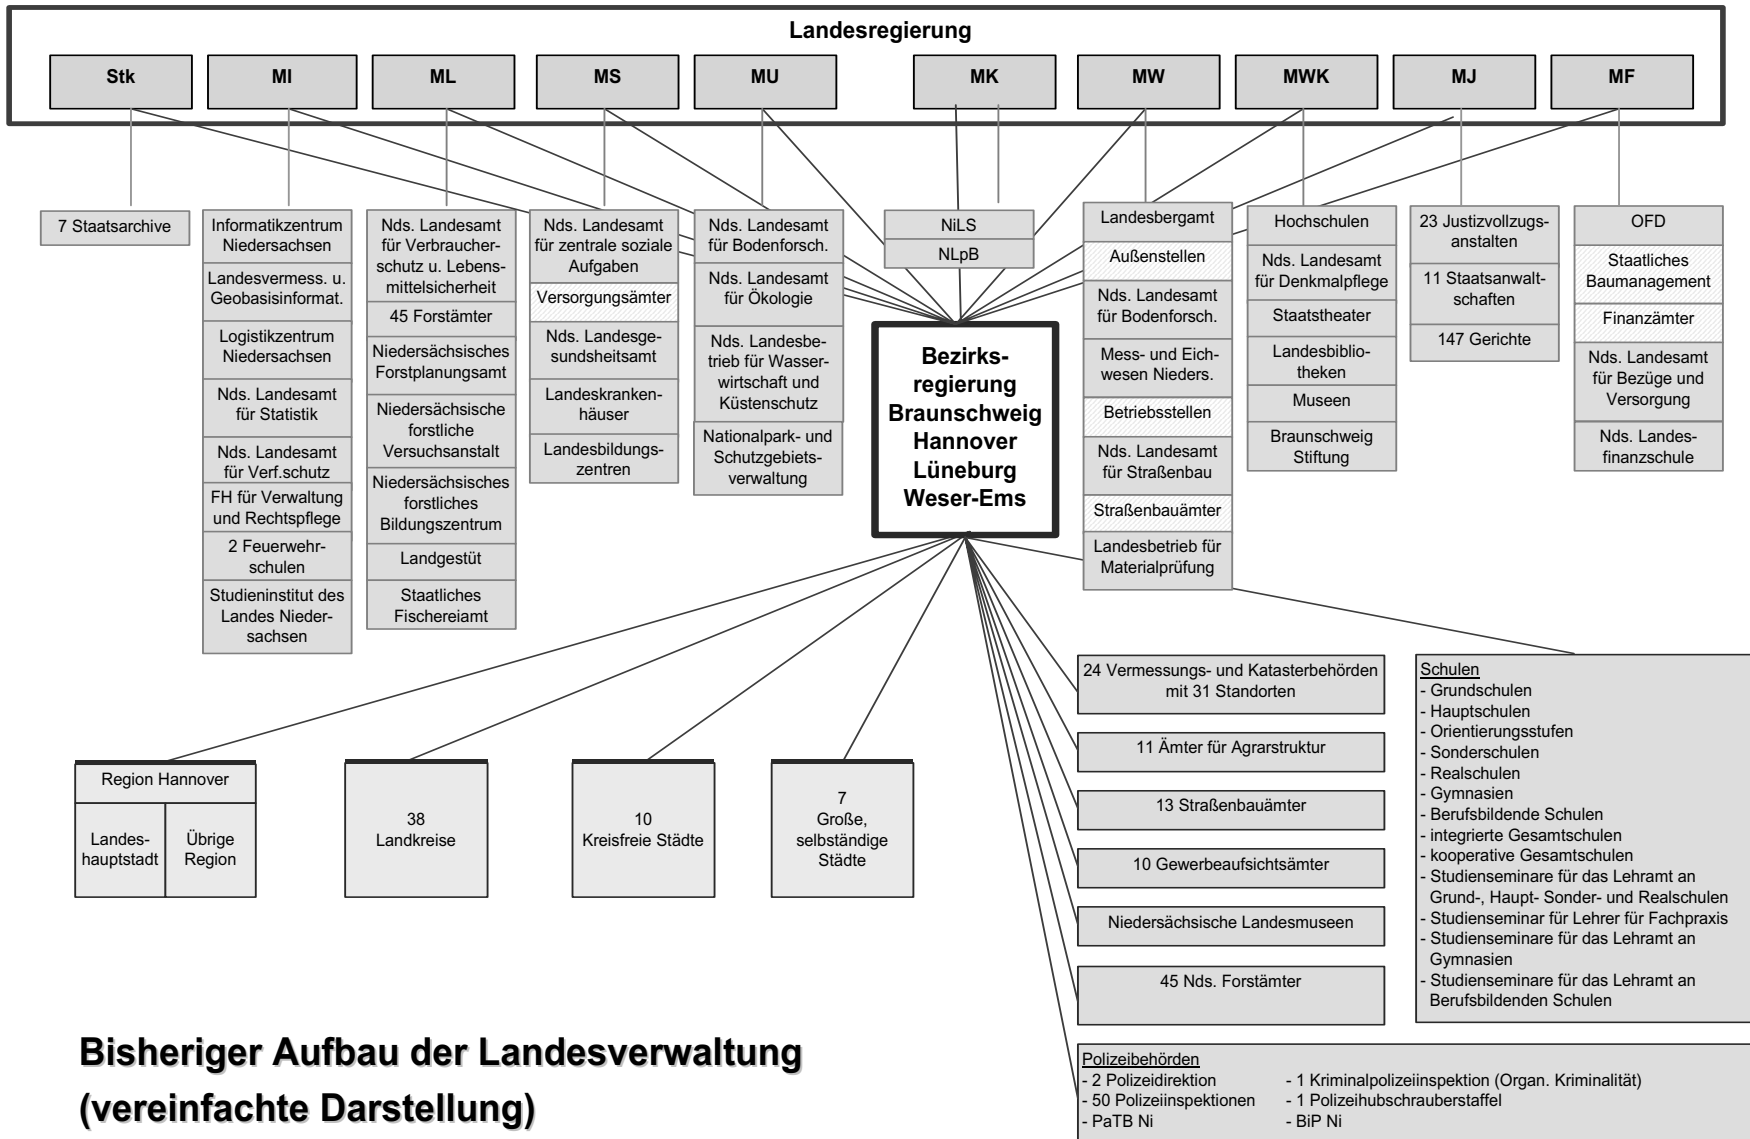 Landesregierung
Stk
MI
ML
MS
MU
MK
MW
MWK
MJ
MF
7 Staatsarchive
Informatikzentrum
Niedersachsen
Landesvermess. u.
Geobasisinformat.
Logistikzentrum
Niedersachsen
Nds. Landesamt
für Statistik
Nds. Landesamt
für Verf.schutz
FH für Verwaltung
und Rechtspflege
2 Feuerwehr-
schulen
Studieninstitut des
Landes Nieder-
sachsen
Nds. Landesamt
für Verbraucher-
schutz u. Lebens-
mittelsicherheit
45 Forstämter
Niedersächsisches
Forstplanungsamt
Niedersächsische
forstliche
Versuchsanstalt
Niedersächsisches
forstliches
Bildungszentrum
Landgestüt
Staatliches
Fischereiamt
Nds. Landesamt
für zentrale soziale
Aufgaben
Versorgungsämter
Nds. Landesge-
sundsheitsamt
Landeskranken-
häuser
Landesbildungs-
zentren
Nds. Landesamt
für Bodenforsch.
Nds. Landesamt
für Ökologie
Nds. Landesbe-
trieb für Wasser-
wirtschaft und
Küstenschutz
Nationalpark- und
Schutzgebiets-
verwaltung
NiLS
NLpB
Bezirks-
regierung
Braunschweig
Hannover
Lüneburg
Weser-Ems
Landesbergamt
Außenstellen
Nds. Landesamt
für Bodenforsch.
Mess- und Eich-
wesen Nieders.
Betriebsstellen
Nds. Landesamt
für Straßenbau
Straßenbauämter
Landesbetrieb für
Materialprüfung
Hochschulen
Nds. Landesamt
für Denkmalpflege
Staatstheater
Landesbiblio-
theken
Museen
Braunschweig
Stiftung
23 Justizvollzugs-
anstalten
11 Staatsanwalt-
schaften
147 Gerichte
OFD
Staatliches
Baumanagement
Finanzämter
Nds. Landesamt
für Bezüge und
Versorgung
Nds. Landes-
finanzschule
Region Hannover
Landes-
hauptstadt
Übrige
Region
38
Landkreise
10
Kreisfreie Städte
7
Große,
selbständige
Städte
24 Vermessungs- und Katasterbehörden
mit 31 Standorten
11 Ämter für Agrarstruktur
13 Straßenbauämter
10 Gewerbeaufsichtsämter
Niedersächsische Landesmuseen
45 Nds. Forstämter
Schulen
- Grundschulen
- Hauptschulen
- Orientierungsstufen
- Sonderschulen
- Realschulen
- Gymnasien
- Berufsbildende Schulen
- integrierte Gesamtschulen
- kooperative Gesamtschulen
- Studienseminare für das Lehramt an
Grund-, Haupt- Sonder- und Realschulen
- Studienseminar für Lehrer für Fachpraxis
- Studienseminare für das Lehramt an
Gymnasien
- Studienseminare für das Lehramt an
Berufsbildenden Schulen
Polizeibehörden
- 2 Polizeidirektion
- 50 Polizeiinspektionen
- PaTB Ni
- 1 Kriminalpolizeiinspektion (Organ. Kriminalität)
- 1 Polizeihubschrauberstaffel
- BiP Ni
Bisheriger Aufbau der Landesverwaltung
(vereinfachte Darstellung)